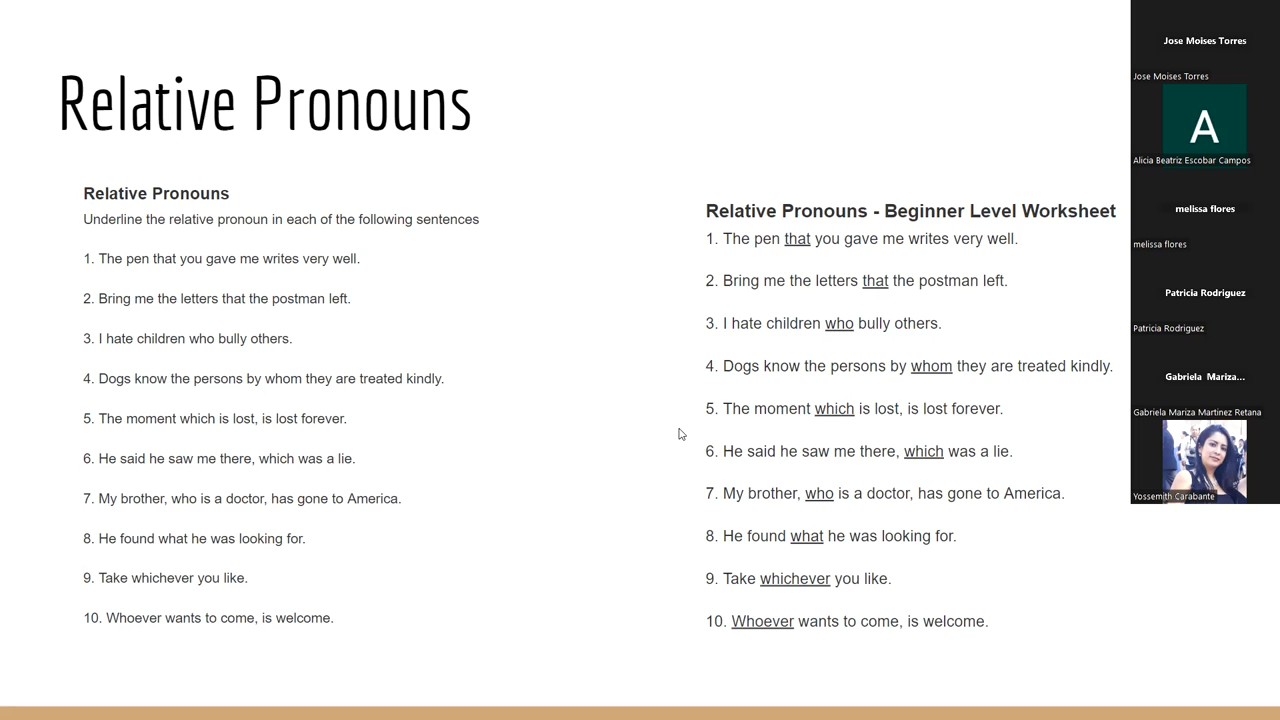 Relative Pronouns
Relative Pronouns
Underline the relative pronoun in each of the following sentences
1. The pen that you gave me writes very well.
2. Bring me the letters that the postman left.
3. I hate children who bully others.
4. Dogs know the persons by whom they are treated kindly.
5. The moment which is lost, is lost forever.
6. He said he saw me there, which was a lie.
7. My brother, who is a doctor, has gone to America.
8. He found what he was looking for.
9. Take whichever you like.
10. Whoever wants to come, is welcome.
Relative Pronouns - Beginner Level Worksheet
1. The pen that you gave me writes very well.
2. Bring me the letters that the postman left.
3. I hate children who bully others.
4. Dogs know the persons by whom they are treated kindly.
5. The moment which is lost, is lost forever.
6. He said he saw me there, which was a lie.
7. My brother, who is a doctor, has gone to America.
8. He found what he was looking for.
9. Take whichever you like.
10. Whoever wants to come, is welcome.
Jose Moises Torres
Jose Moises Torres
A
Alicia Beatriz Escobar Campos
melissa flores
melissa flores
Patricia Rodriguez
Patricia Rodriguez
Gabriela Mariza...
Gabriela Mariza Martinez Retana
Yossemith Carabante